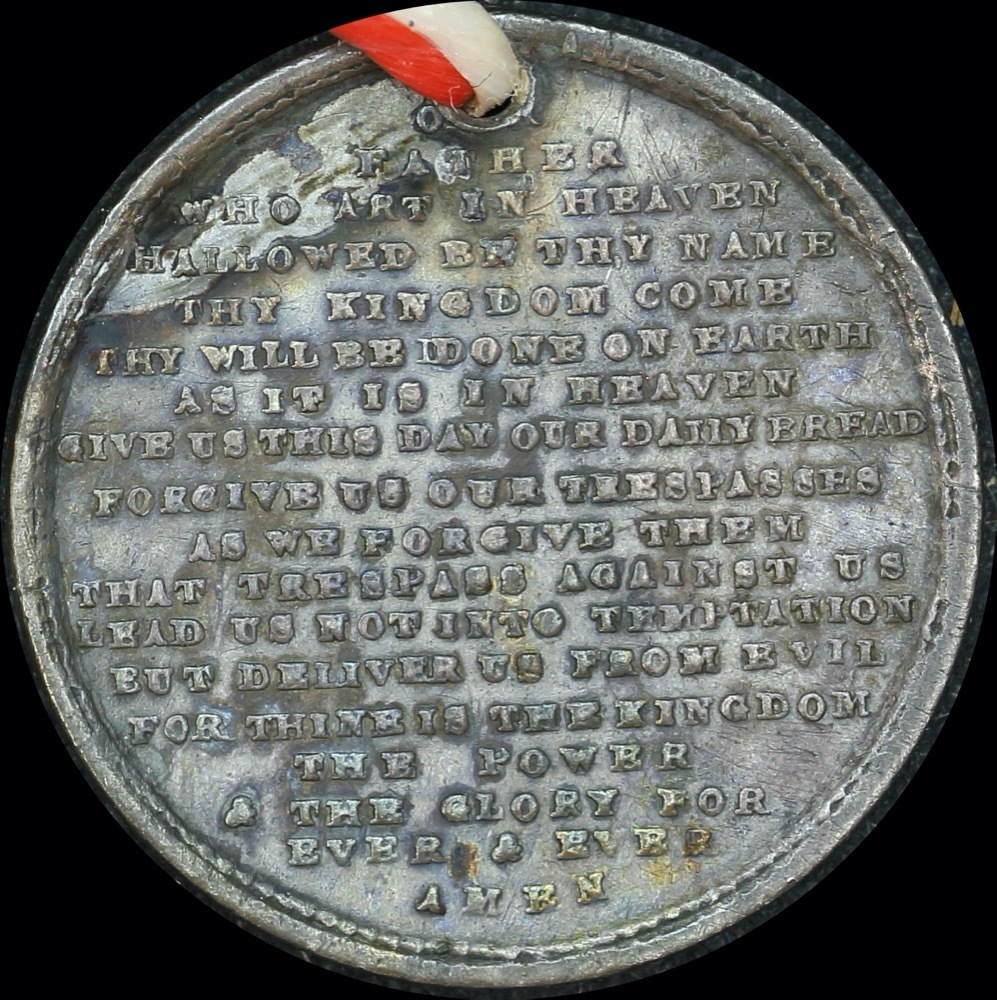 O
FATHER
WHO ART IN HEAVEN
HALLOWED BE THY NAME
THY KINGDOM COME
THY WILL BE DONE ON EARTH
AS IT IS IN HEAVEN
GIVE US THIS DAY OUR DAILY BREAD
FORGIVE US OUR TRESPASSES
AS WE FORGIVE THEM
THAT TRESPASS AGAINST US
LEAD US NOT INTO TEMPTATION
BUT DELIVER US FROM EVIL
FOR THINE IS THE KINGDOM
THE POWER
& THE GLORY FOR
EVER & EVER
AMEN